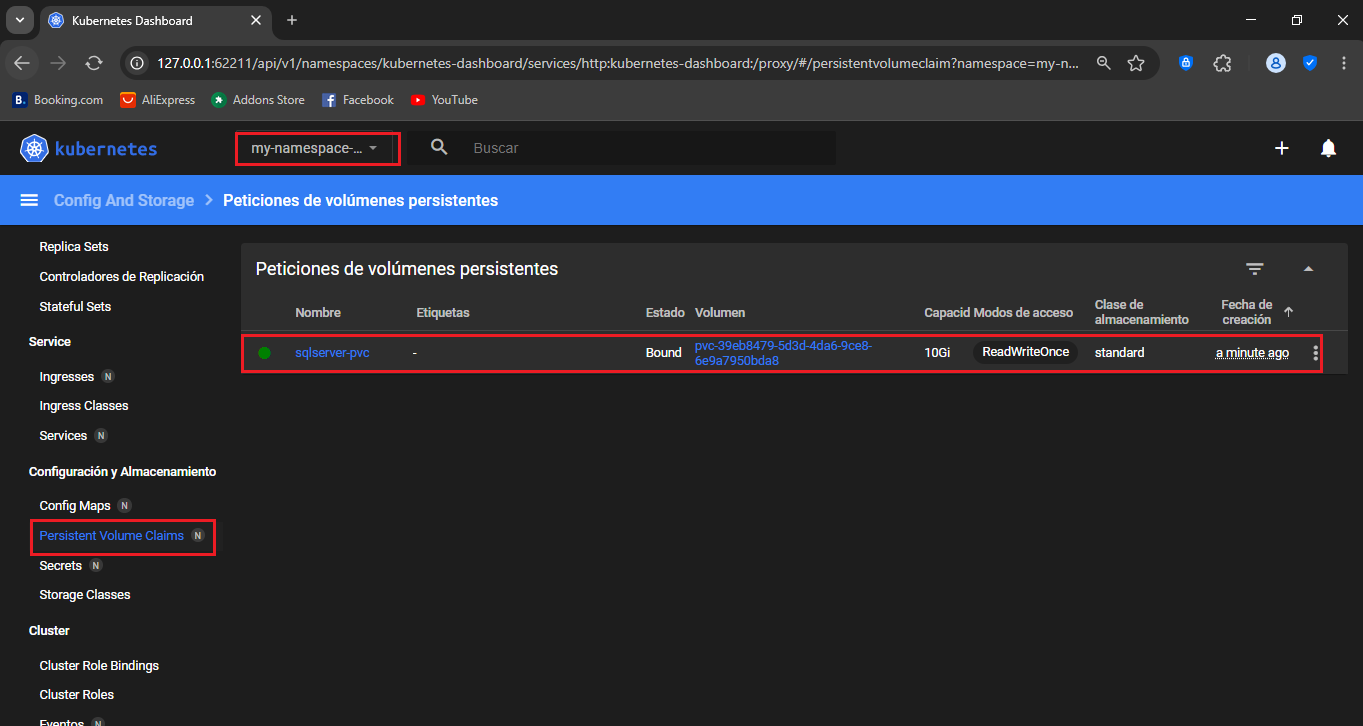 Kubernetes Dashboard
127.0.0.1:62211/api/v1/namespaces/kubernetes-dashboard/services/http:kubernetes-dashboard:/proxy/#/persistentvolumeclaim?namespace=my-n...
B. Booking.com AliExpress Addons Store Facebook YouTube
kubernetes
my-namespace-...
Buscar
Config And Storage > Peticiones de volúmenes persistentes
Replica Sets
Controladores de Replicación
Stateful Sets
Service
Ingresses N
Ingress Classes
Services N
Configuración y Almacenamiento
Config Maps N
Persistent Volume Claims N
Secrets N
Storage Classes
Cluster
Cluster Role Bindings
Cluster Roles
Eventos N
Peticiones de volúmenes persistentes
Nombre Etiquetas Estado Volumen Capacid Modos de acceso Clase de almacenamiento Fecha de creación
sqlserver-pvc - Bound pvc-39eb8479-5d3d-4da6-9ce8-6e9a7950bda8 10Gi ReadWriteOnce standard a minute ago